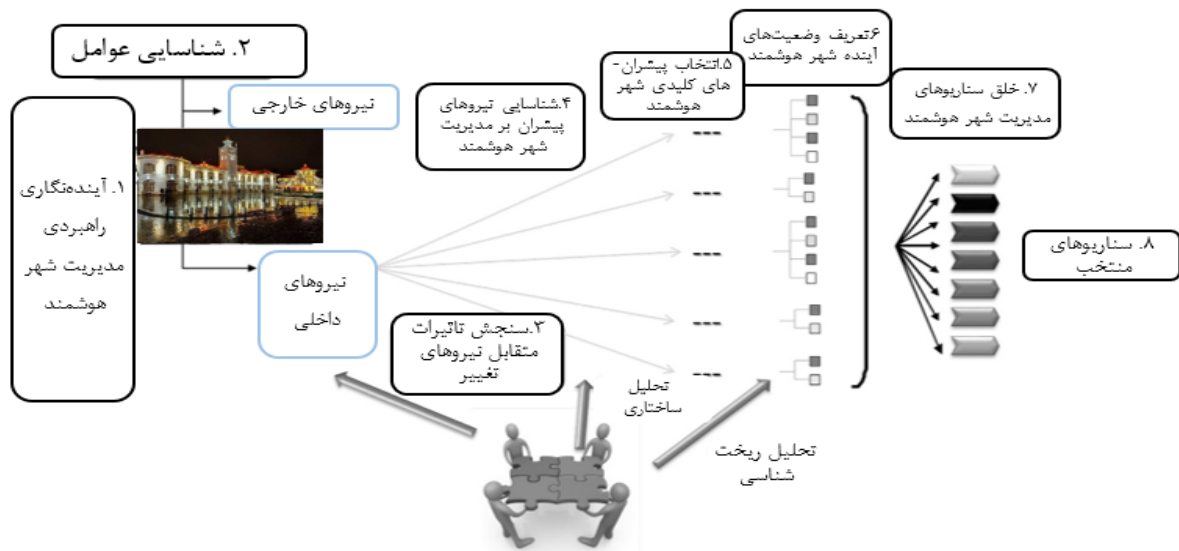 ۱. آینده‌نگاری
راهبردی
مدیریت شهر
هوشمند
۲. شناسایی عوامل
نیروهای خارجی
نیروهای
داخلی
۳.سنجش تاثیرات
متقابل نیروهای
تغییر
۴.شناسایی نیروهای
پیشران بر مدیریت
شهر هوشمند
۵.انتخاب پیشران-
های کلیدی شهر
هوشمند
۶تعریف وضعیت‌های
آینده شهر هوشمند
۷. خلق سناریوهای
مدیریت شهر هوشمند
۸. سناریوهای
منتخب
تحلیل
ساختاری
تحلیل ریخت
شناسی